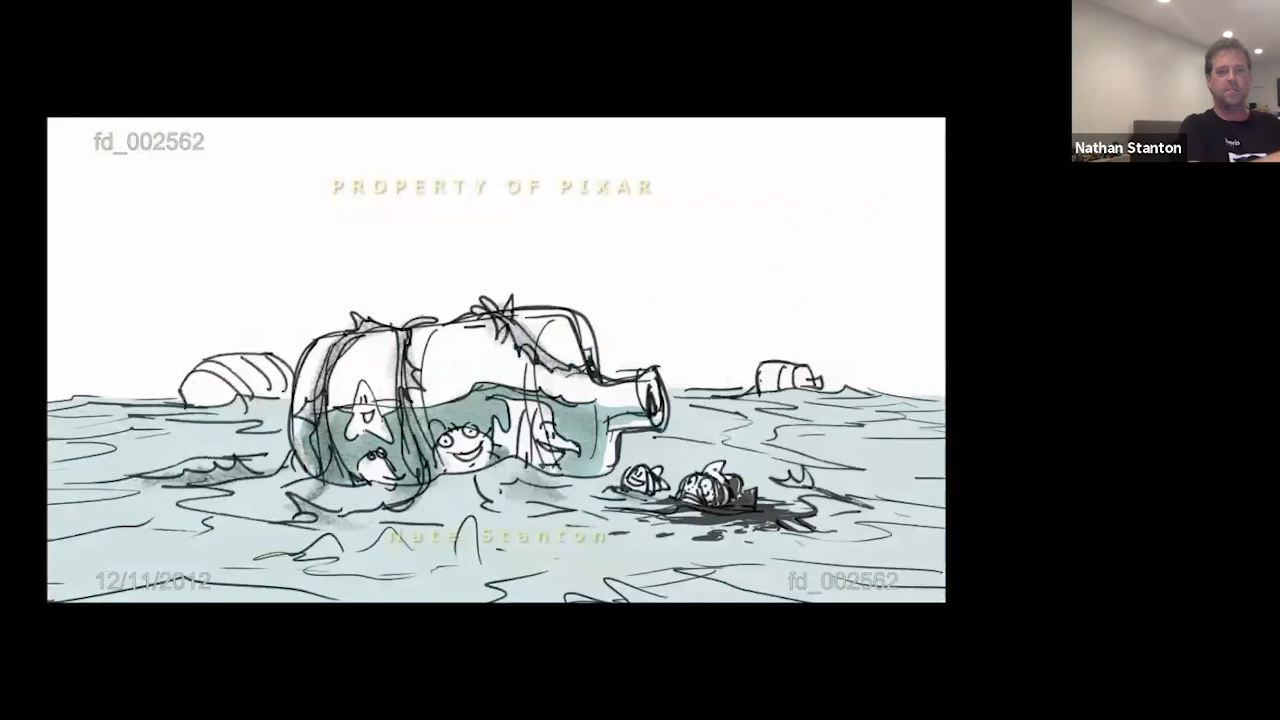 fd_002562
PROPERTY OF PIXAR
Nathan Stanton
Nate Stanton
12/11/2012
fd_002562